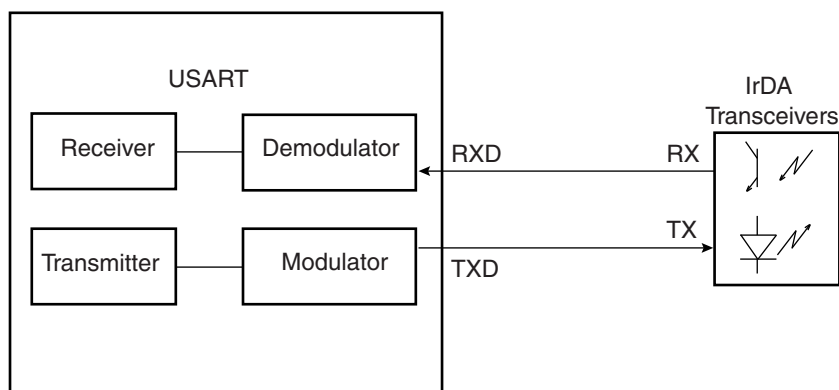 USART
IrDA
Transceivers
Receiver
Demodulator
RXD
RX
Transmitter
Modulator
TXD
TX